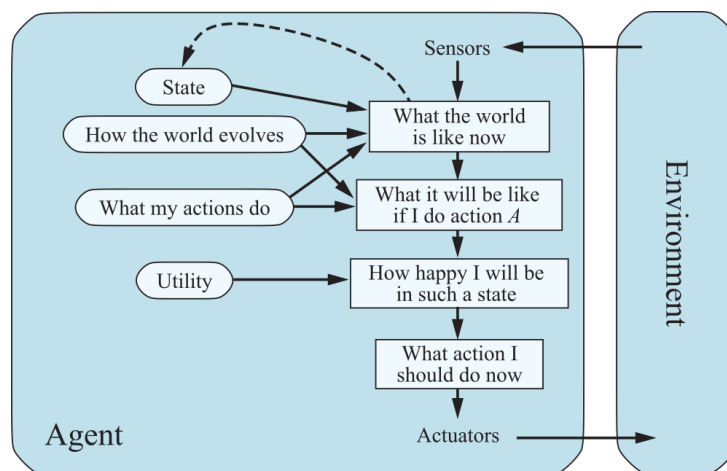 Sensors
State
What the world
is like now
How the world evolves
What it will be like
if I do action A
What my actions do
How happy I will be
in such a state
Utility
What action I
should do now
Agent
Actuators
Environment